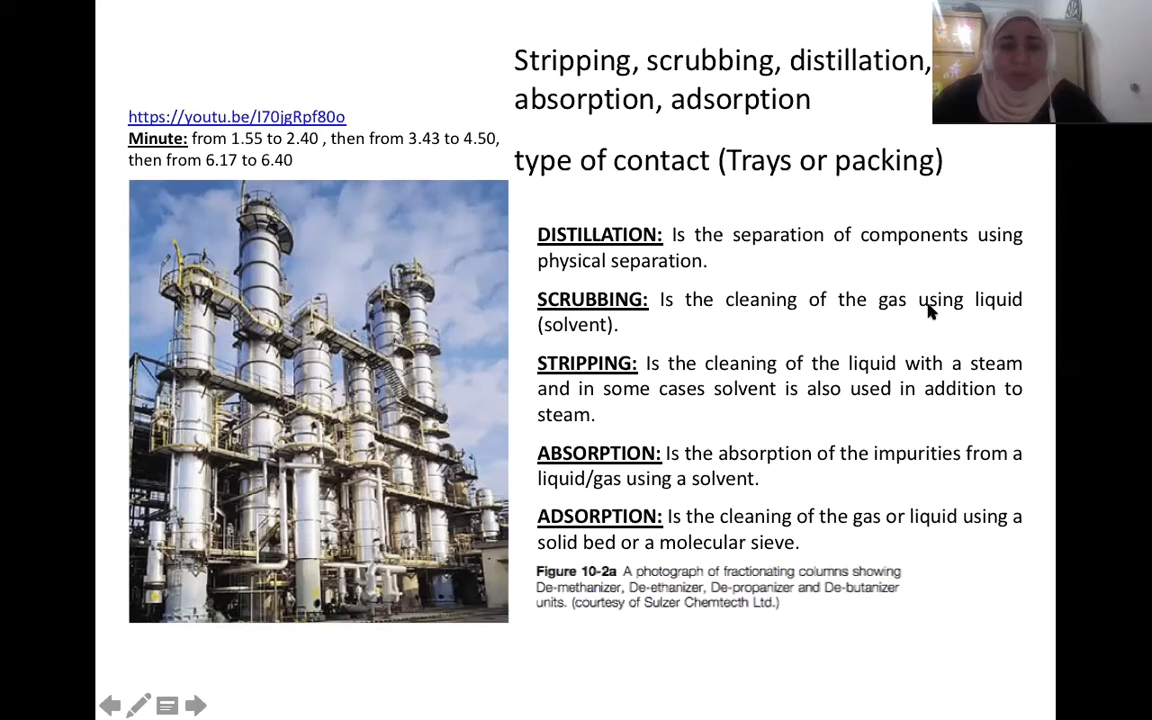 Stripping, scrubbing, distillation,
absorption, adsorption
type of contact (Trays or packing)
https://youtu.be/I70jgRpf80o
Minute: from 1.55 to 2.40 , then from 3.43 to 4.50,
then from 6.17 to 6.40
DISTILLATION: Is the separation of components using
physical separation.
SCRUBBING: Is the cleaning of the gas using liquid
(solvent).
STRIPPING: Is the cleaning of the liquid with a steam
and in some cases solvent is also used in addition to
steam.
ABSORPTION: Is the absorption of the impurities from a
liquid/gas using a solvent.
ADSORPTION: Is the cleaning of the gas or liquid using a
solid bed or a molecular sieve.
Figure 10-2a A photograph of fractionating columns showing
De-methanizer, De-ethanizer, De-propanizer and De-butanizer
units. (courtesy of Sulzer Chemtecth Ltd.)